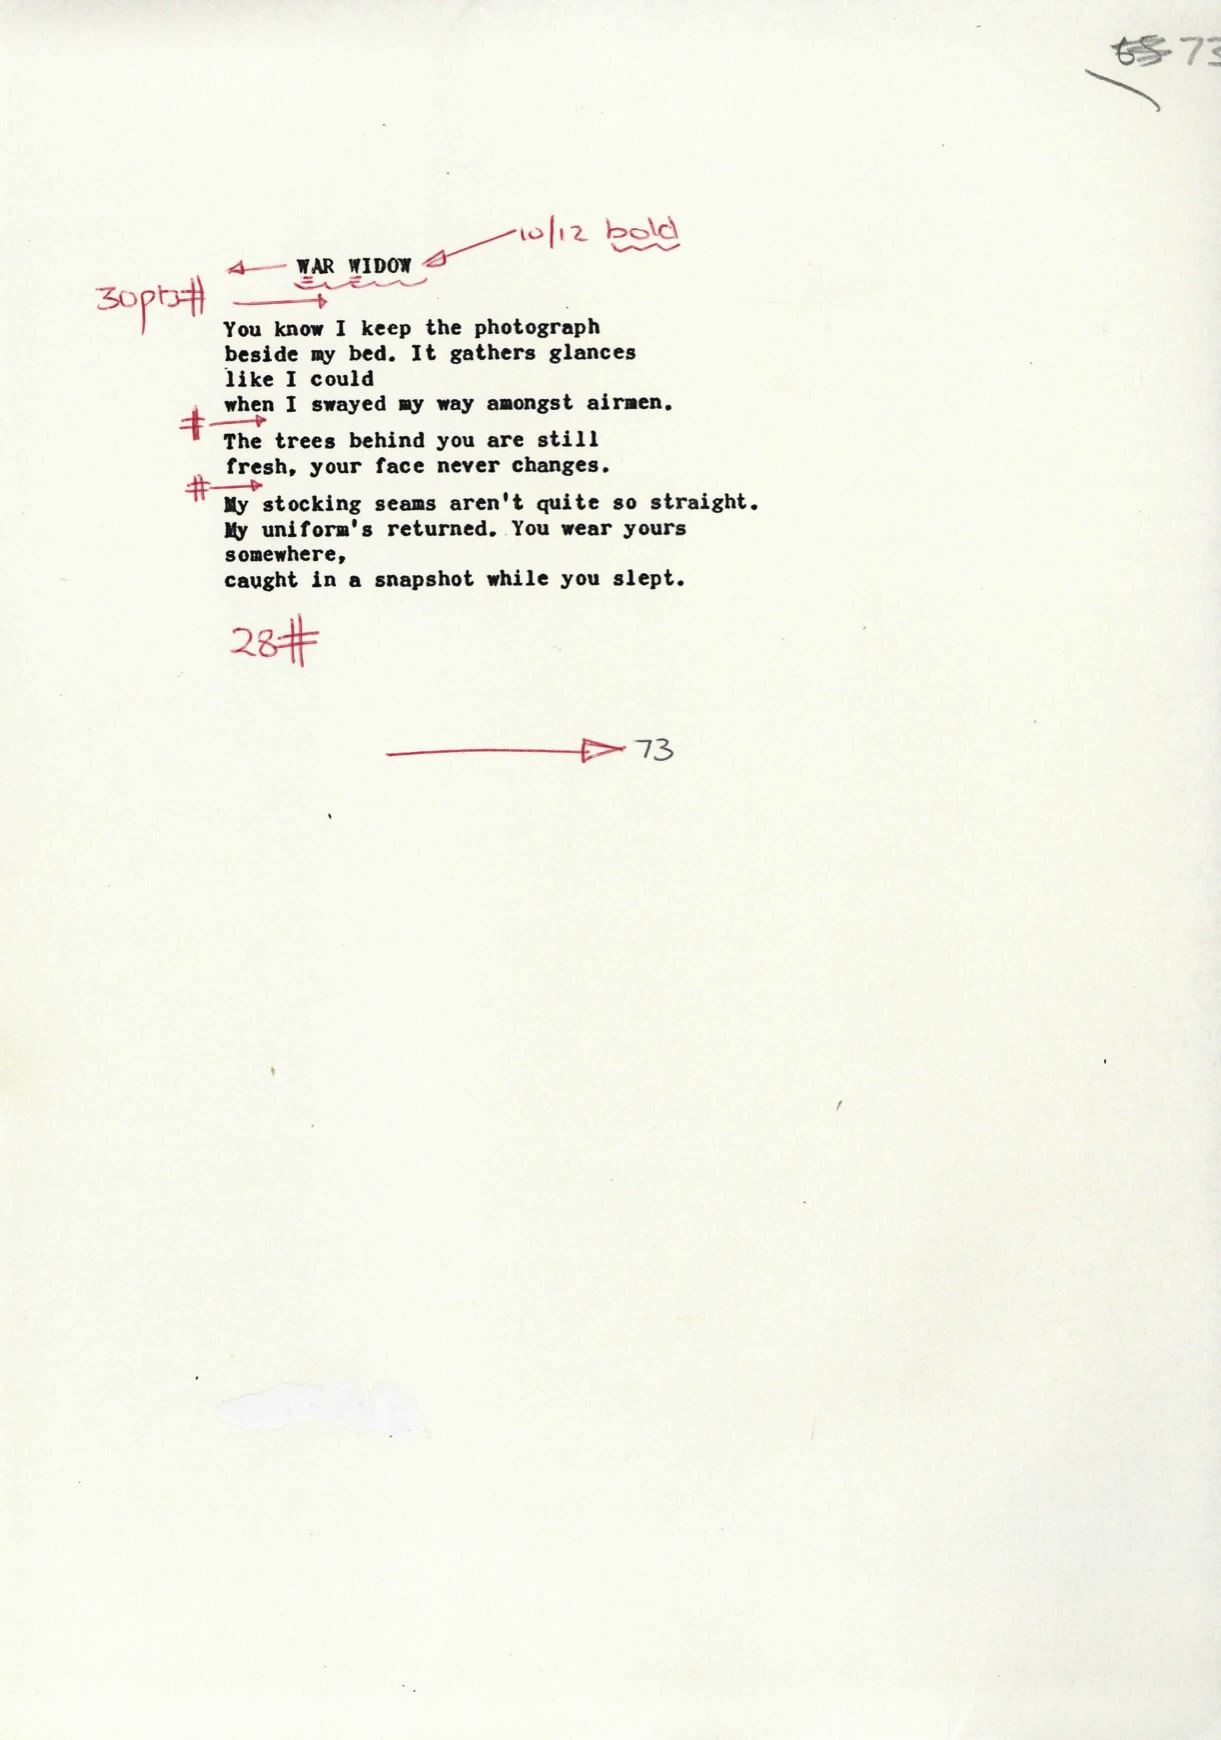 65 73
10/12 bold
WAR WIDOW
30pts#
You know I keep the photograph
beside my bed. It gathers glances
like I could
when I swayed my way amongst airmen.
#
The trees behind you are still
fresh, your face never changes.
#
My stocking seams aren't quite so straight.
My uniform's returned. You wear yours
somewhere,
caught in a snapshot while you slept.
28#
73